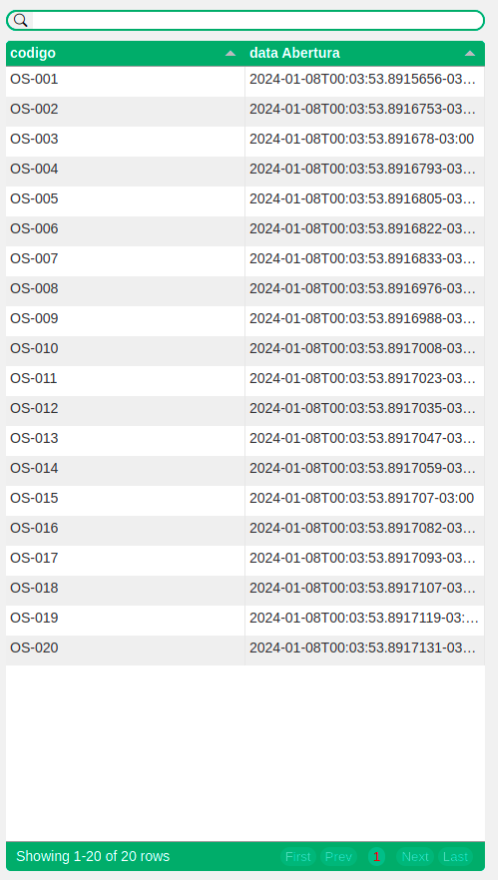 codigo data Abertura
OS-001 2024-01-08T00:03:53.8915656-03…
OS-002 2024-01-08T00:03:53.8916753-03…
OS-003 2024-01-08T00:03:53.891678-03:00
OS-004 2024-01-08T00:03:53.8916793-03…
OS-005 2024-01-08T00:03:53.8916805-03…
OS-006 2024-01-08T00:03:53.8916822-03…
OS-007 2024-01-08T00:03:53.8916833-03…
OS-008 2024-01-08T00:03:53.8916976-03…
OS-009 2024-01-08T00:03:53.8916988-03…
OS-010 2024-01-08T00:03:53.8917008-03…
OS-011 2024-01-08T00:03:53.8917023-03…
OS-012 2024-01-08T00:03:53.8917035-03…
OS-013 2024-01-08T00:03:53.8917047-03…
OS-014 2024-01-08T00:03:53.8917059-03…
OS-015 2024-01-08T00:03:53.891707-03:00
OS-016 2024-01-08T00:03:53.8917082-03…
OS-017 2024-01-08T00:03:53.8917093-03…
OS-018 2024-01-08T00:03:53.8917107-03…
OS-019 2024-01-08T00:03:53.8917119-03:…
OS-020 2024-01-08T00:03:53.8917131-03…
Showing 1-20 of 20 rows First Prev 1 Next Last